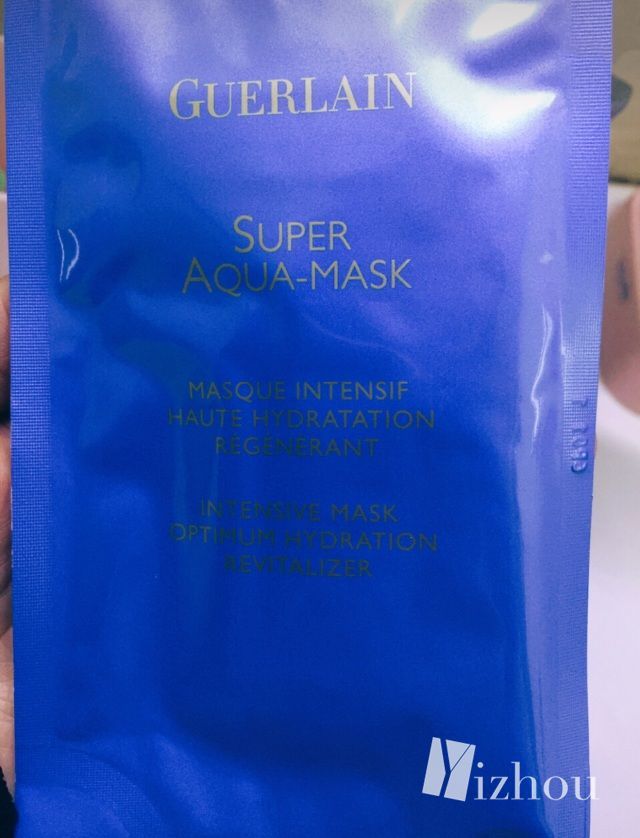 GUERLAIN
SUPER
AQUA-MASK
MASQUE INTENSIF
HAUTE HYDRATATION
RÉGÉNÉRANT
INTENSIVE MASK
OPTIMUM HYDRATION
REVITALIZER
Yizhou